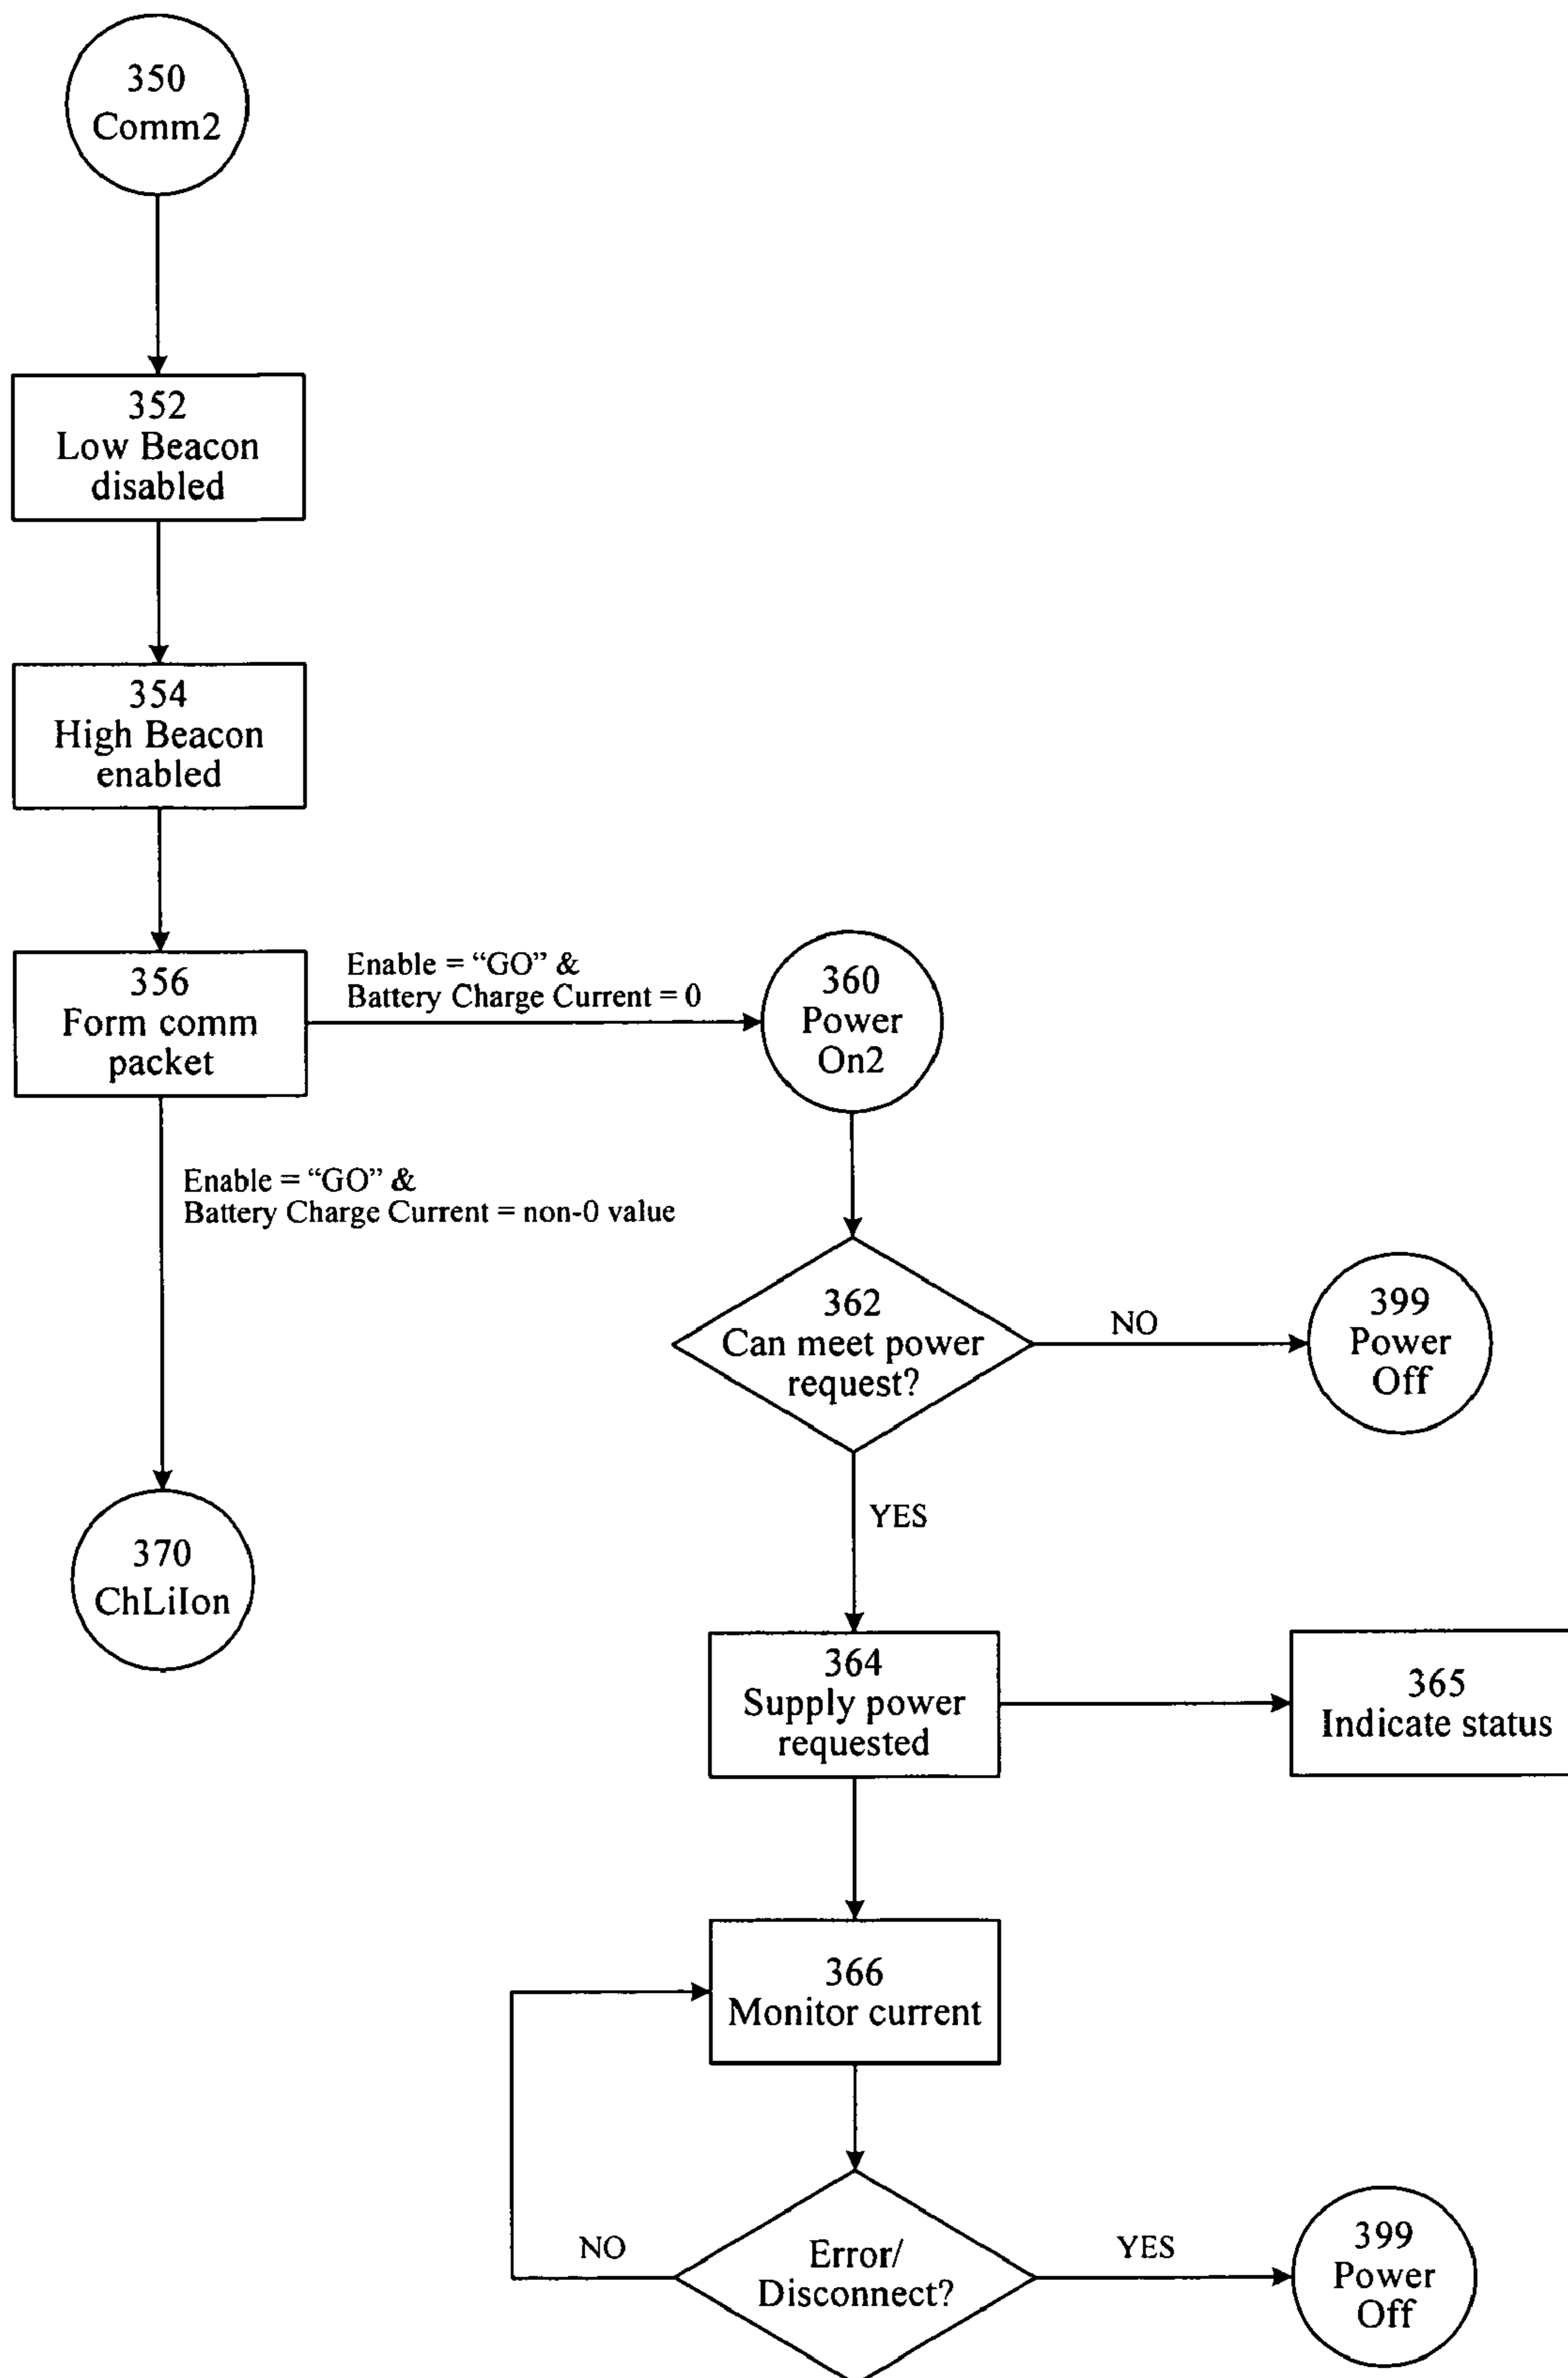 350
Comm2
352
Low Beacon
disabled
354
High Beacon
enabled
356
Form comm
packet
Enable = “GO” &
Battery Charge Current = 0
360
Power
On2
Enable = “GO” &
Battery Charge Current = non-0 value
362
Can meet power
request?
NO
399
Power
Off
YES
370
ChLiIon
364
Supply power
requested
365
Indicate status
366
Monitor current
NO
Error/
Disconnect?
YES
399
Power
Off